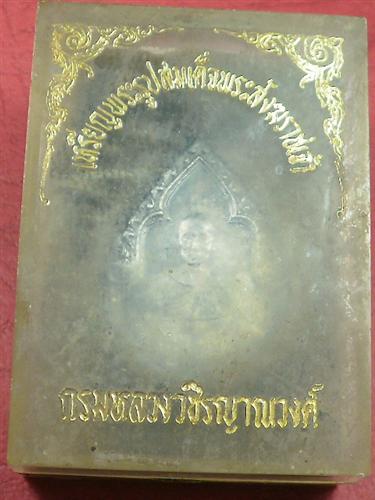 เหรียญพระรูปสมเด็จพระสังฆราชเจ้า
กรมหลวงวชิรญาณวงศ์